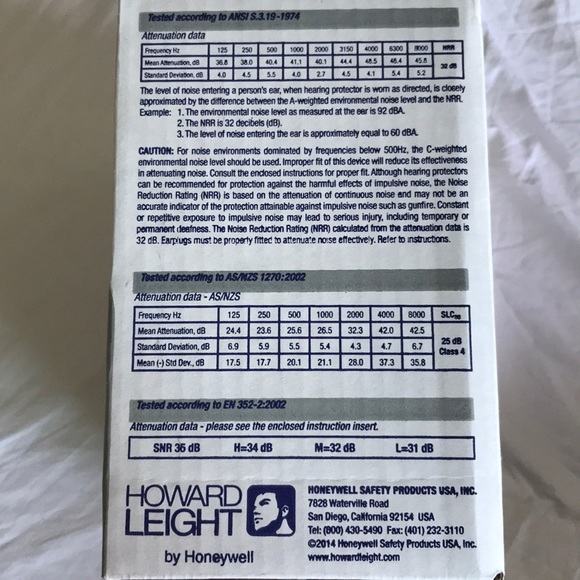 Tested according to ANSI S.3.19-1974
Attenuation data
Frequency Hz 125 250 500 1000 2000 3150 4000 6300 8000 NRR
Mean Attenuation, dB 36.8 38.0 40.4 41.1 40.1 44.4 48.5 48.4 45.8 32 dB
Standard Deviation, dB 4.0 4.5 5.5 4.0 2.7 4.5 4.1 5.4 5.2
The level of noise entering a person's ear, when hearing protector is worn as directed, is closely
approximated by the difference between the A-weighted environmental noise level and the NRR.
Example: 1. The environmental noise level as measured at the ear is 92 dBA.
2. The NRR is 32 decibels (dB).
3. The level of noise entering the ear is approximately equal to 60 dBA.
CAUTION: For noise environments dominated by frequencies below 500Hz, the C-weighted
environmental noise level should be used. Improper fit of this device will reduce its effectiveness
in attenuating noise. Consult the enclosed instructions for proper fit. Although hearing protectors
can be recommended for protection against the harmful effects of impulsive noise, the Noise
Reduction Rating (NRR) is based on the attenuation of continuous noise and may not be an
accurate indicator of the protection attainable against impulsive noise such as gunfire. Constant
or repetitive exposure to impulsive noise may lead to serious injury, including temporary or
permanent deafness. The Noise Reduction Rating (NRR) calculated from the attenuation data is
32 dB. Earplugs must be properly fitted to attenuate noise effectively. Refer to instructions.
Tested according to AS/NZS 1270:2002
Attenuation data - AS/NZS
Frequency Hz 125 250 500 1000 2000 4000 8000 SLC80
Mean Attenuation, dB 24.4 23.6 25.6 26.5 32.3 42.0 42.5 25 dB
Standard Deviation, dB 6.9 5.9 5.5 5.4 4.3 4.7 6.7 Class 4
Mean (-) Std Dev., dB 17.5 17.7 20.1 21.1 28.0 37.3 35.8
Tested according to EN 352-2:2002
Attenuation data - please see the enclosed instruction insert.
SNR 35 dB H=34 dB M=32 dB L=31 dB
HOWARD
LEIGHT
by Honeywell
HONEYWELL SAFETY PRODUCTS USA, INC.
7828 Waterville Road
San Diego, California 92154 USA
Tel: (800) 430-5490 Fax: (401) 232-3110
©2014 Honeywell Safety Products USA, Inc.
www.howardleight.com